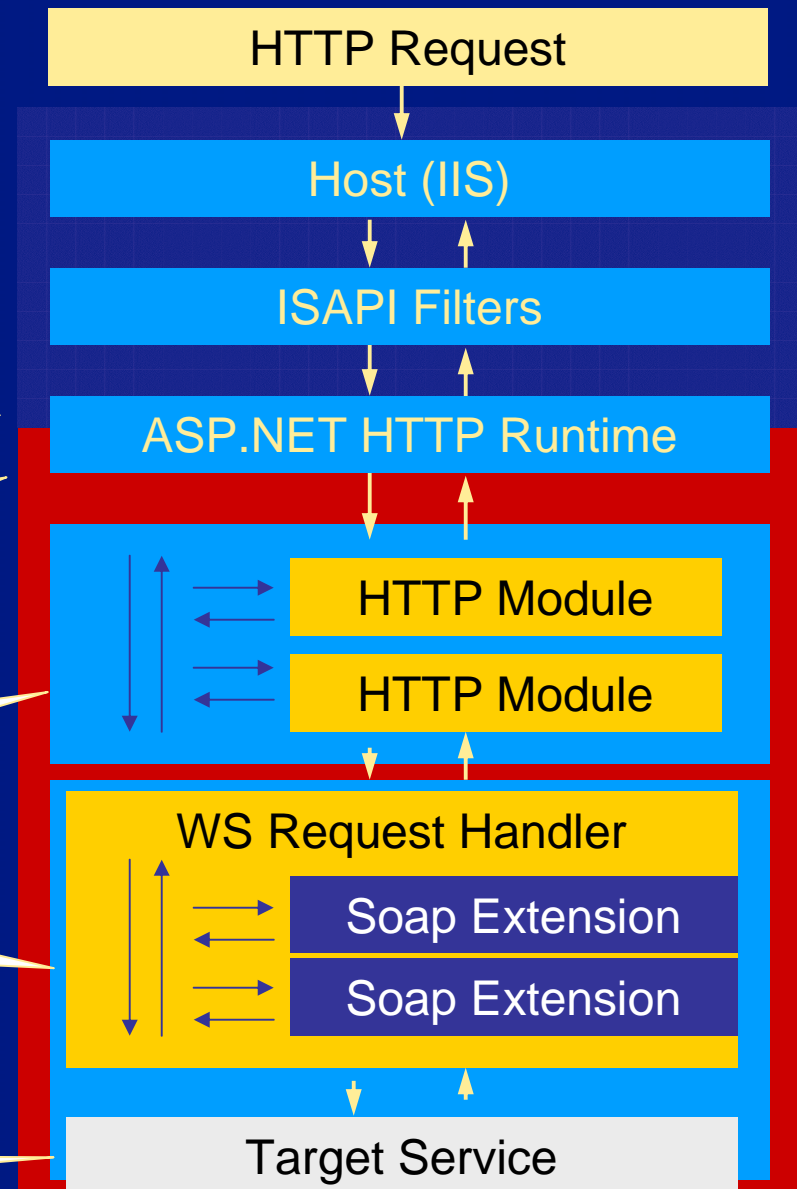 HTTP Request
Host (IIS)
ISAPI Filters
ASP.NET HTTP Runtime
HTTP Module
HTTP Module
WS Request Handler
Soap Extension
Soap Extension
Target Service